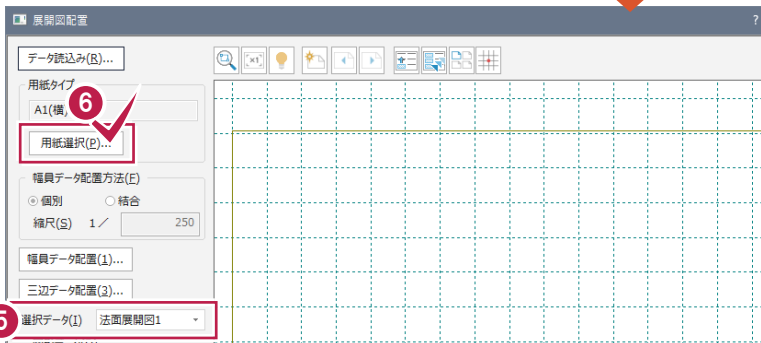 展開図配置
?
データ読込み(R)...
×1
用紙タイプ
A1(横)
6
用紙選択(P)...
幅員データ配置方法(F)
個別 結合
縮尺(S) 1／ 250
幅員データ配置(1)...
三辺データ配置(3)...
5
選択データ(I) 法面展開図1